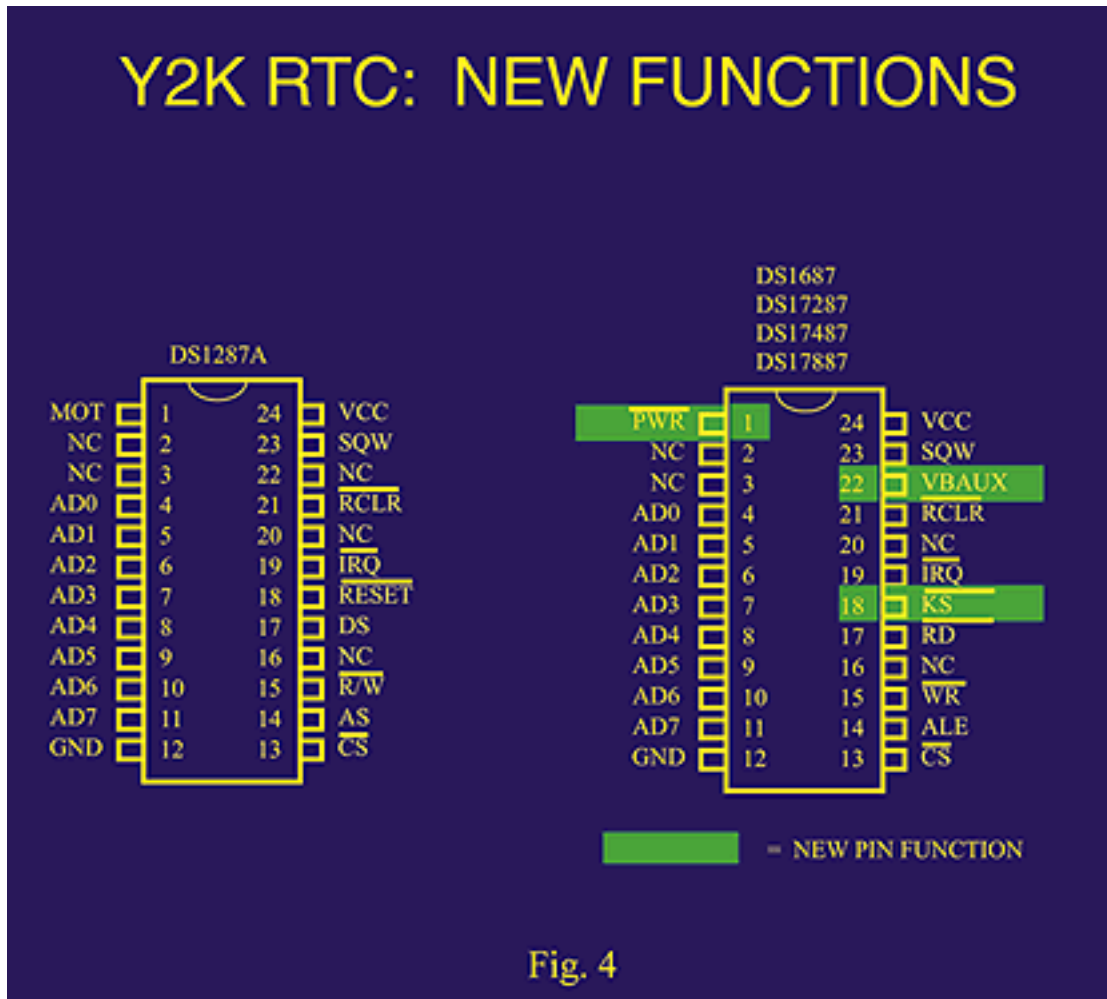 Y2K RTC: NEW FUNCTIONS
DS1287A
MOT 1 24 VCC
NC 2 23 SQW
NC 3 22 NC
AD0 4 21 RCLR
AD1 5 20 NC
AD2 6 19 IRQ
AD3 7 18 RESET
AD4 8 17 DS
AD5 9 16 NC
AD6 10 15 R/W
AD7 11 14 AS
GND 12 13 CS
DS1687
DS17287
DS17487
DS17887
PWR 1 24 VCC
NC 2 23 SQW
NC 3 22 VBAUX
AD0 4 21 RCLR
AD1 5 20 NC
AD2 6 19 IRQ
AD3 7 18 KS
AD4 8 17 RD
AD5 9 16 NC
AD6 10 15 WR
AD7 11 14 ALE
GND 12 13 CS
= NEW PIN FUNCTION
Fig. 4